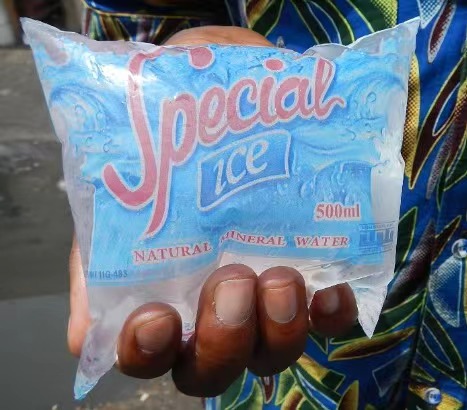 Special
ice
500ml
NATURAL MINERAL WATER